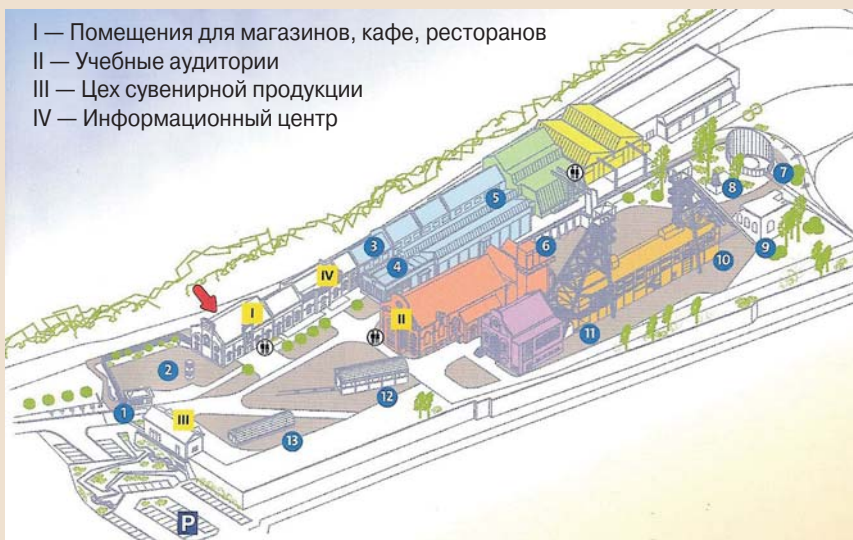 I — Помещения для магазинов, кафе, ресторанов
II — Учебные аудитории
III — Цех сувенирной продукции
IV — Информационный центр
7
8
5
3
6
9
4
10
IV
I
II
11
2
12
1
III
13
P